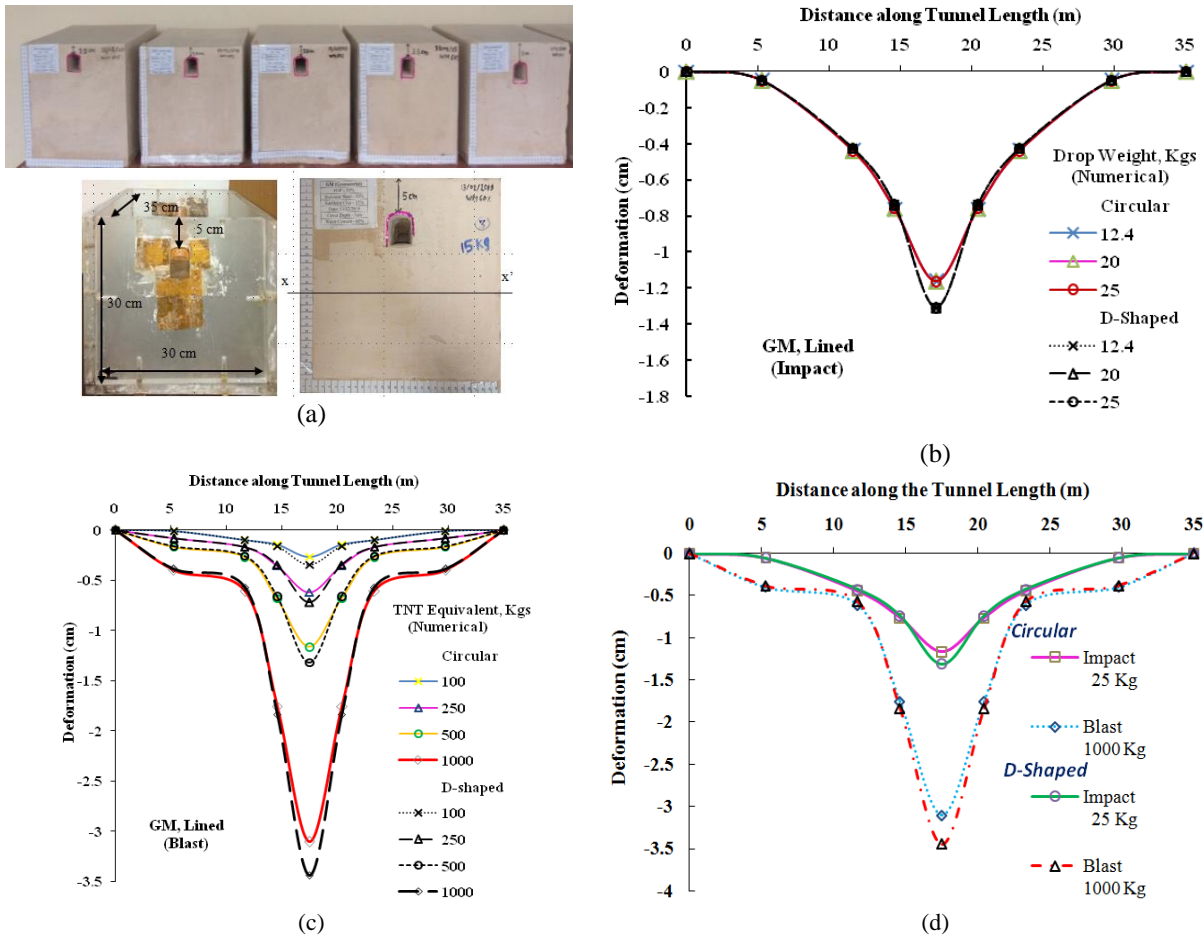 35 cm
5 cm
30 cm
30 cm
5cm
15 Kg
x
x'
(a)
Distance along Tunnel Length (m)
0 5 10 15 20 25 30 35
Deformation (cm)
0
-0.2
-0.4
-0.6
-0.8
-1
-1.2
-1.4
-1.6
-1.8
Drop Weight, Kgs
(Numerical)
Circular
12.4
20
25
D-Shaped
12.4
20
25
GM, Lined
(Impact)
(b)
Distance along Tunnel Length (m)
0 5 10 15 20 25 30 35
Deformation (cm)
0
-0.5
-1
-1.5
-2
-2.5
-3
-3.5
TNT Equivalent, Kgs
(Numerical)
Circular
100
250
500
1000
D-shaped
100
250
500
1000
GM, Lined
(Blast)
(c)
Distance along the Tunnel Length (m)
0 5 10 15 20 25 30 35
Deformation (cm)
0
-0.5
-1
-1.5
-2
-2.5
-3
-3.5
-4
Circular
Impact
25 Kg
Blast
1000 Kg
D-Shaped
Impact
25 Kg
Blast
1000 Kg
(d)